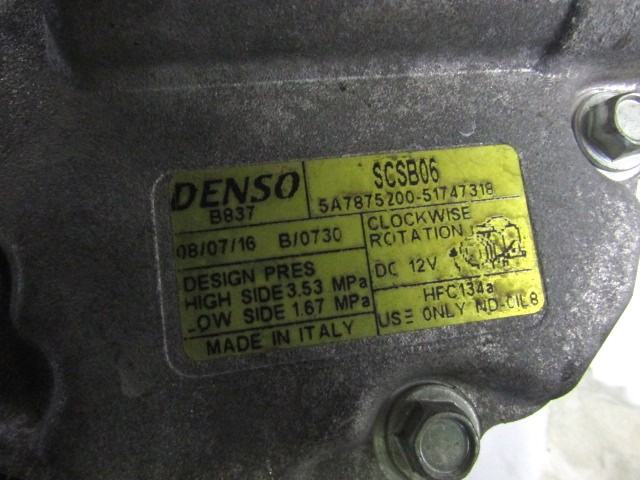 DENSO
B837
SCSB06
5A7875200-51747318
08/07/16 B/0730
CLOCKWISE
ROTATION
DC 12V
DESIGN PRES
HIGH SIDE 3.53 MPa
LOW SIDE 1.67 MPa
HFC134a
USE ONLY ND-OIL8
MADE IN ITALY